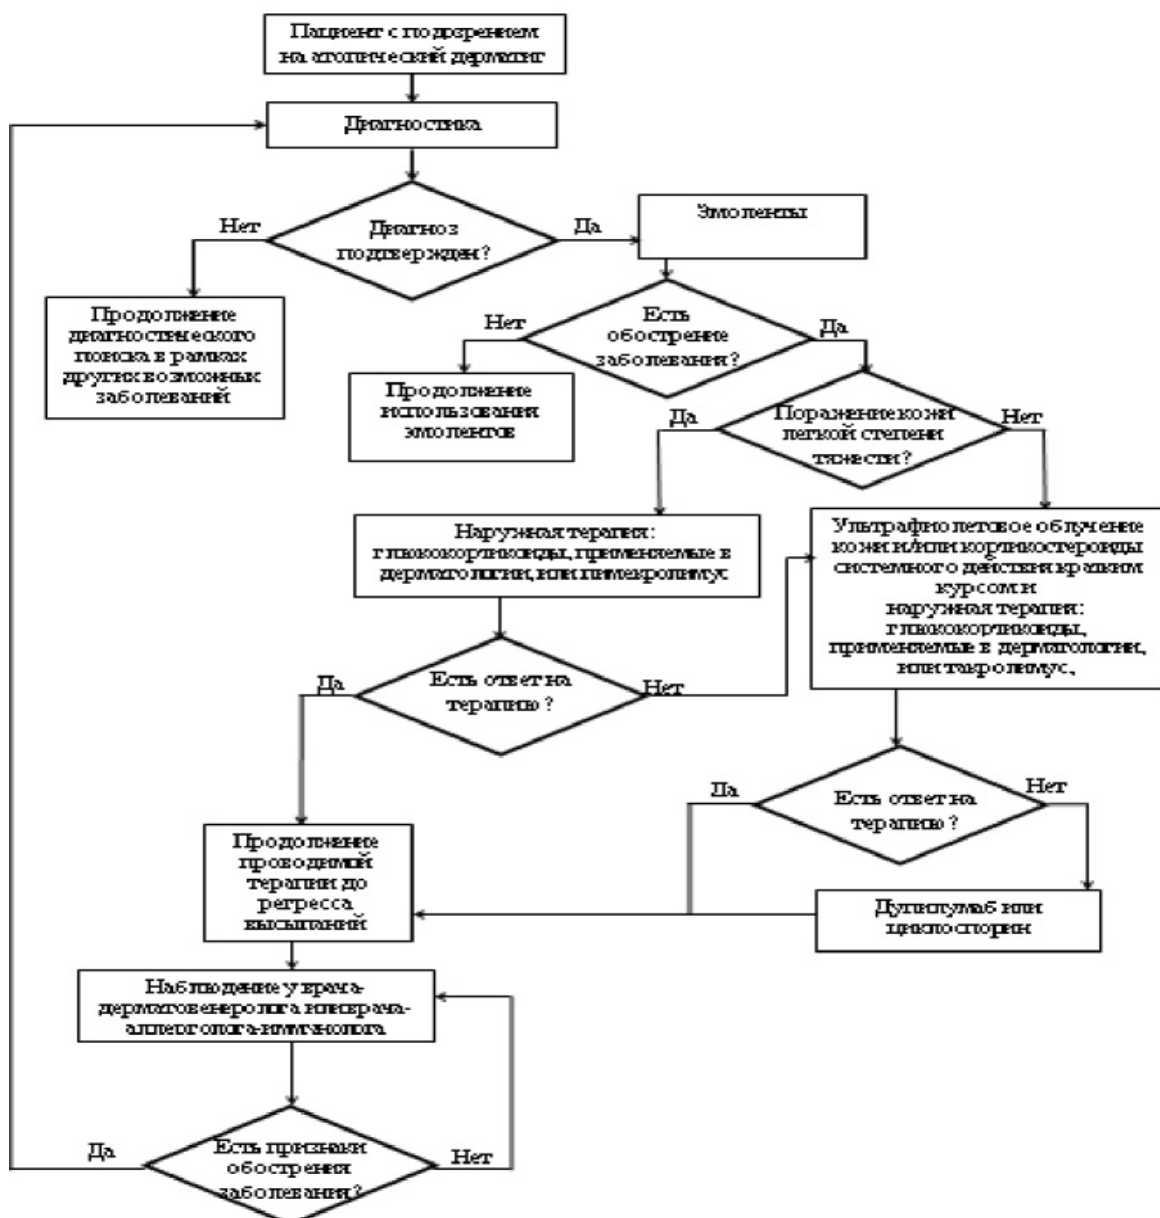 Пациент с подозрением
на атопический дерматит
Диагностика
Диагноз
подтвержден?
Нет
Да
Эмоленты
Продолжение
диагностического
поиска в рамках
других возможных
заболеваний
Есть
обострение
заболевания?
Нет
Да
Продолжение
использования
эмолентов
Поражение кожи
легкой степени
тяжести?
Да
Нет
Наружная терапия:
глюкокортикоиды, применяемые в
дерматологии, или пимекролимус
Ультрафиолетовое облучение
кожи и/или кортикостероиды
системного действия кратким
курсом и
наружная терапия:
глюкокортикоиды,
применяемые в дерматологии,
или такролимус.
Есть ответ на
терапию?
Да
Нет
Есть ответ на
терапию?
Да
Нет
Продолжение
проводимой
терапии до
регресса
высыпаний
Дупилумаб или
циклоспорин
Наблюдение у врача-
дерматовенеролога или врача-
аллерголога-иммунолога
Есть признаки
обострения
заболевания?
Да
Нет